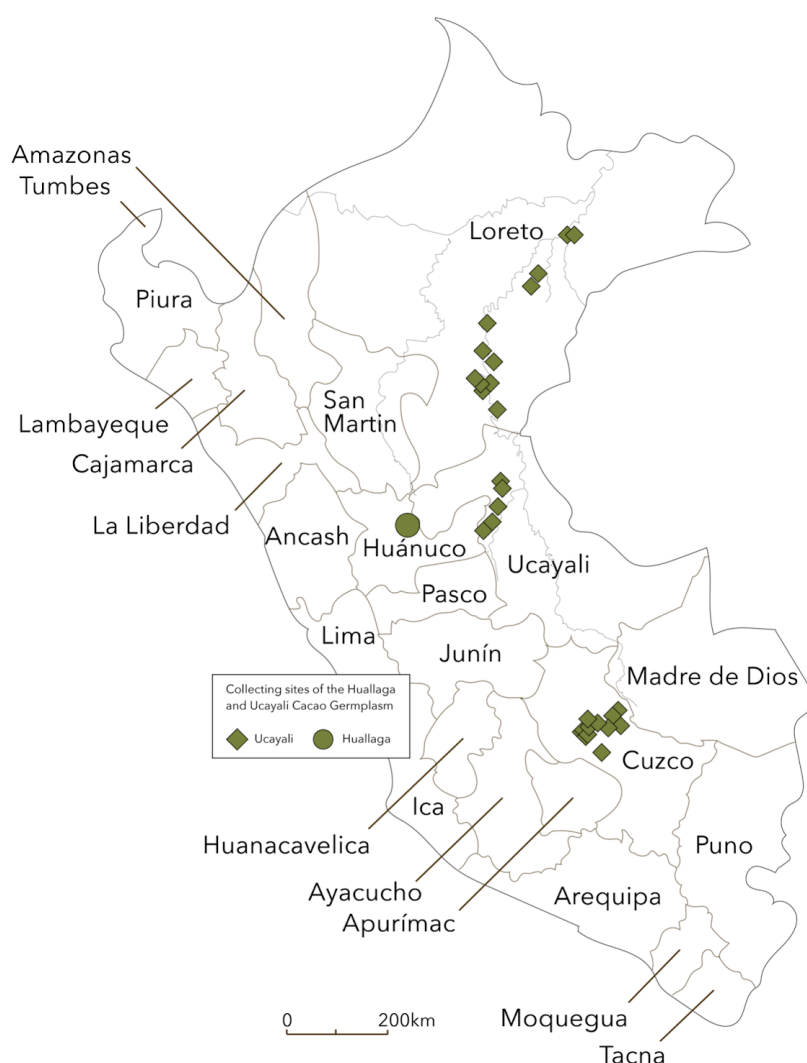 Amazonas
Tumbes
Loreto
Piura
San
Martin
Lambayeque
Cajamarca
La Liberdad
Ancash
Huánuco
Ucayali
Pasco
Lima
Junín
Madre de Dios
Collecting sites of the Huallaga
and Ucayali Cacao Germplasm
Ucayali
Huallaga
Cuzco
Ica
Huanacavelica
Puno
Ayacucho
Arequipa
Apurímac
Moquegua
0
200km
Tacna